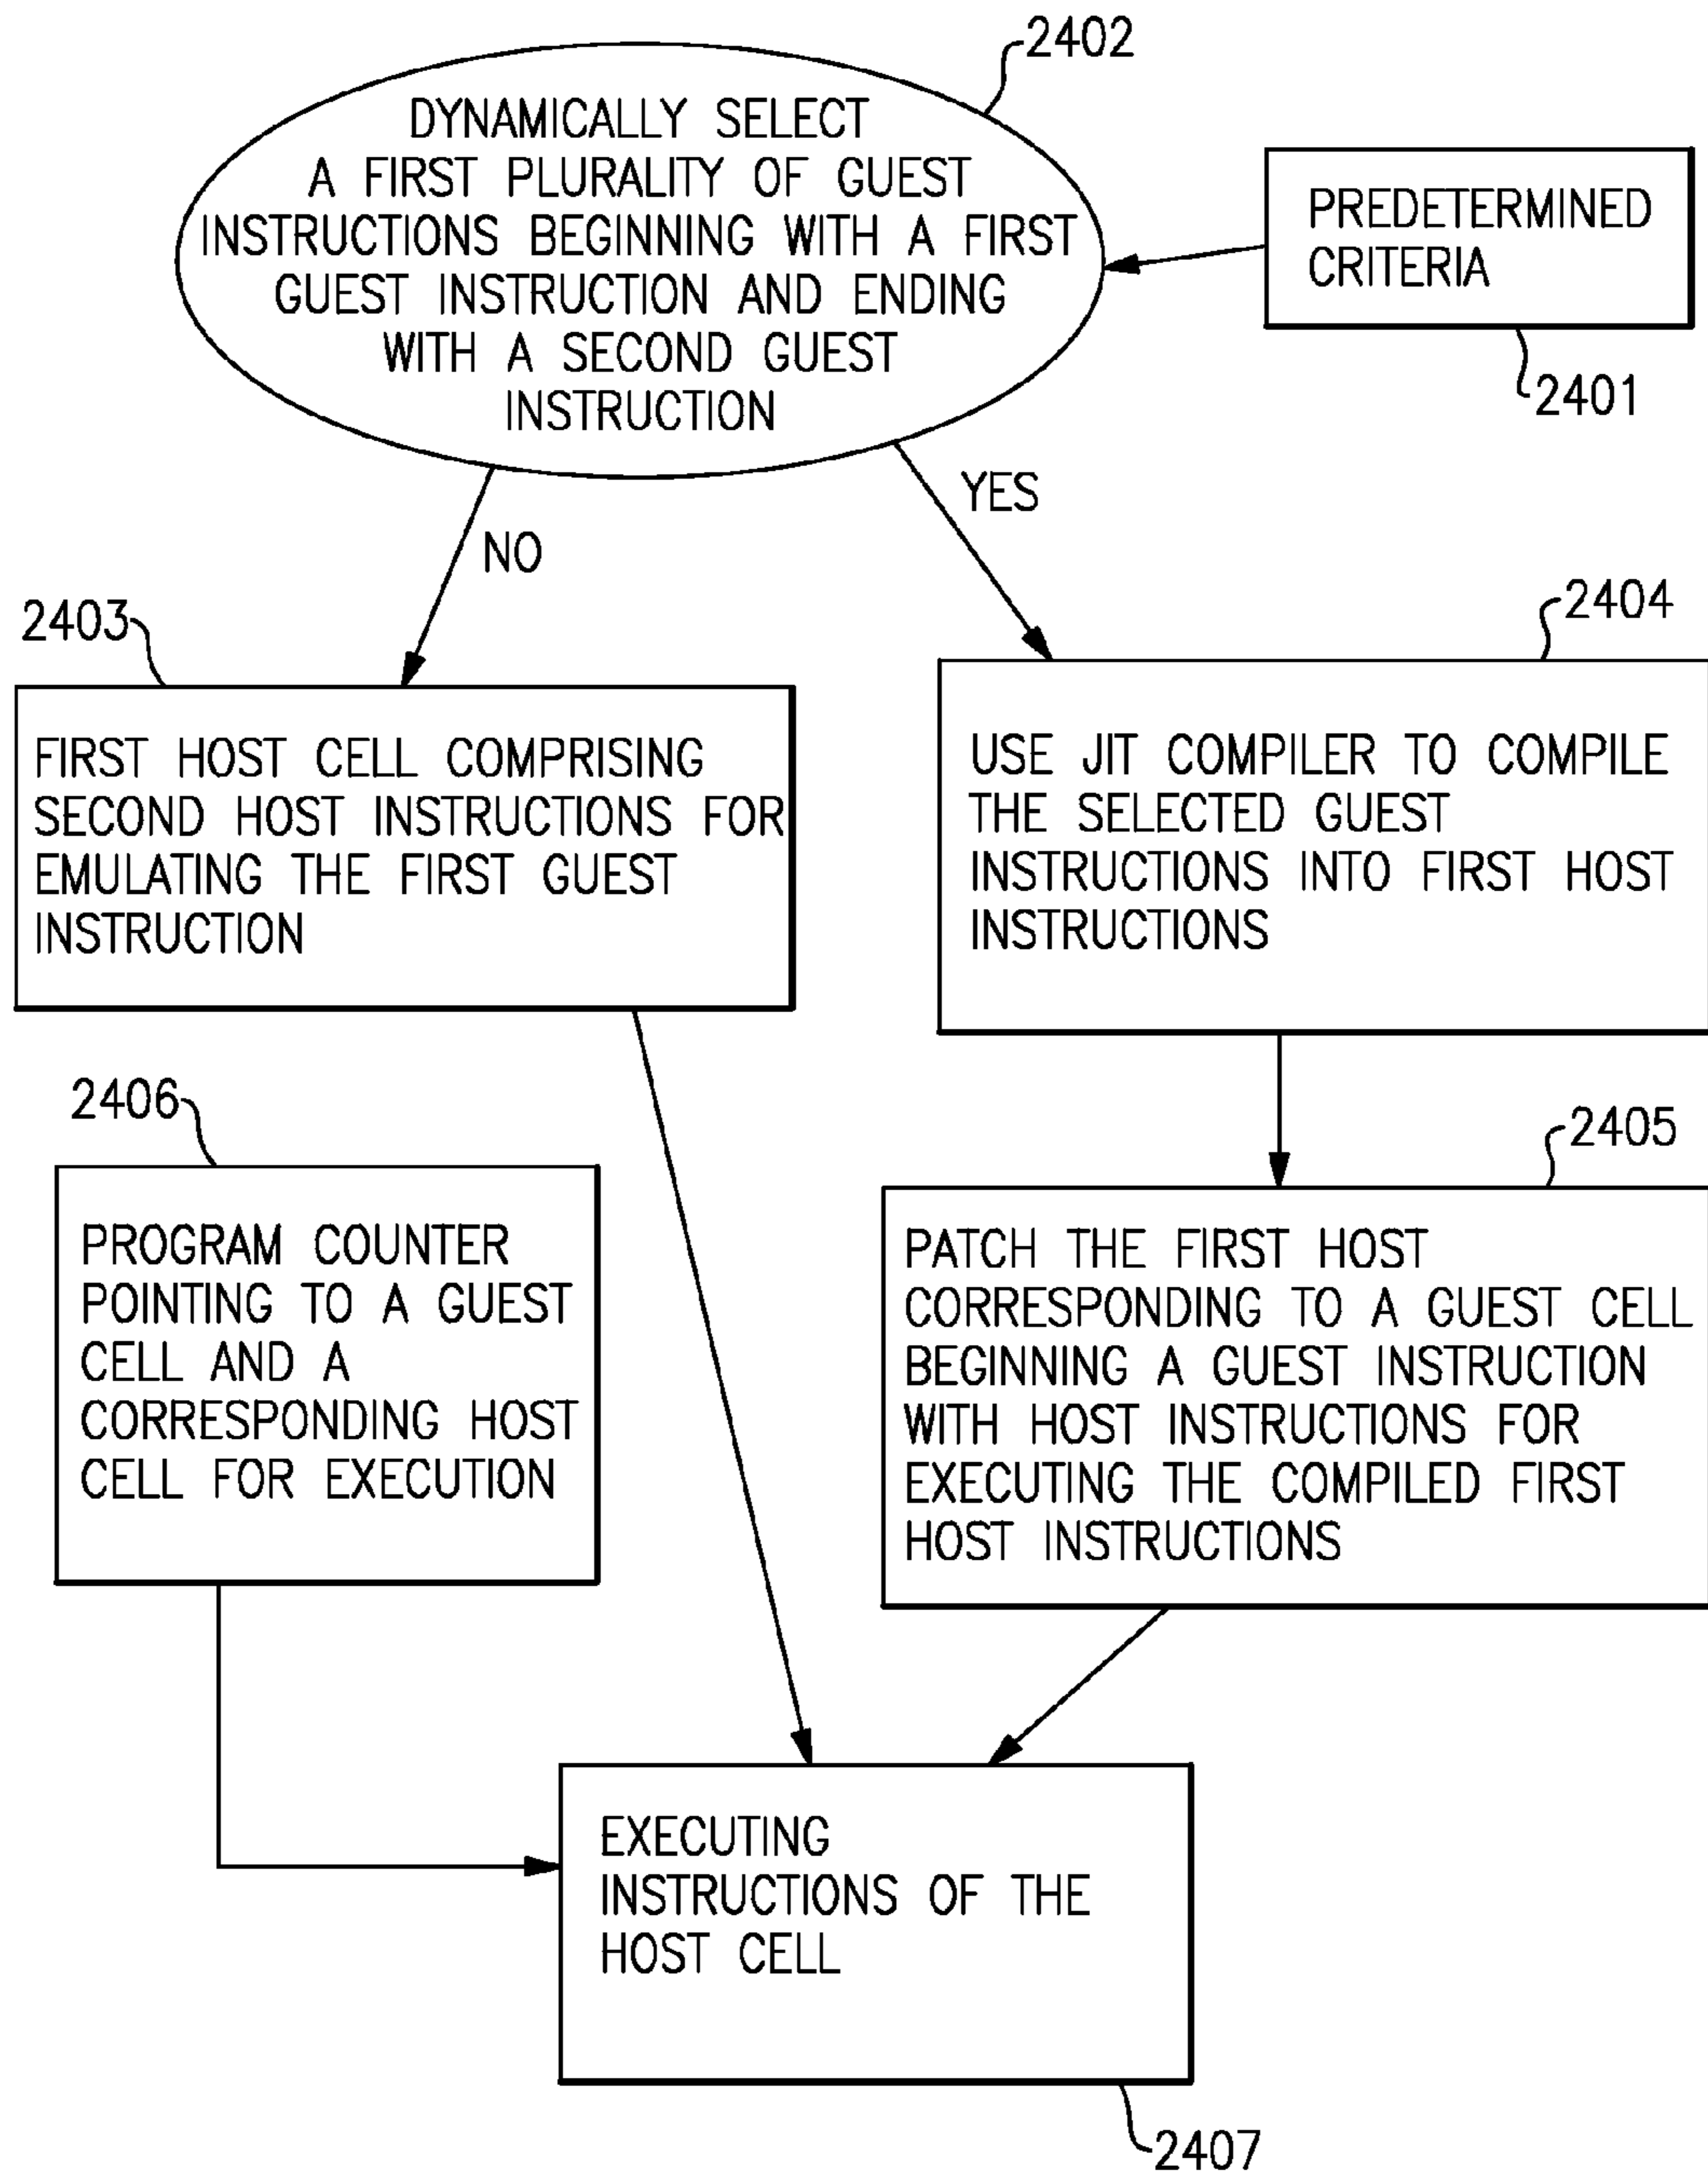 2402
DYNAMICALLY SELECT
A FIRST PLURALITY OF GUEST
INSTRUCTIONS BEGINNING WITH A FIRST
GUEST INSTRUCTION AND ENDING
WITH A SECOND GUEST
INSTRUCTION
PREDETERMINED
CRITERIA
2401
YES
NO
2403
FIRST HOST CELL COMPRISING
SECOND HOST INSTRUCTIONS FOR
EMULATING THE FIRST GUEST
INSTRUCTION
2404
USE JIT COMPILER TO COMPILE
THE SELECTED GUEST
INSTRUCTIONS INTO FIRST HOST
INSTRUCTIONS
2406
PROGRAM COUNTER
POINTING TO A GUEST
CELL AND A
CORRESPONDING HOST
CELL FOR EXECUTION
2405
PATCH THE FIRST HOST
CORRESPONDING TO A GUEST CELL
BEGINNING A GUEST INSTRUCTION
WITH HOST INSTRUCTIONS FOR
EXECUTING THE COMPILED FIRST
HOST INSTRUCTIONS
EXECUTING
INSTRUCTIONS OF THE
HOST CELL
2407